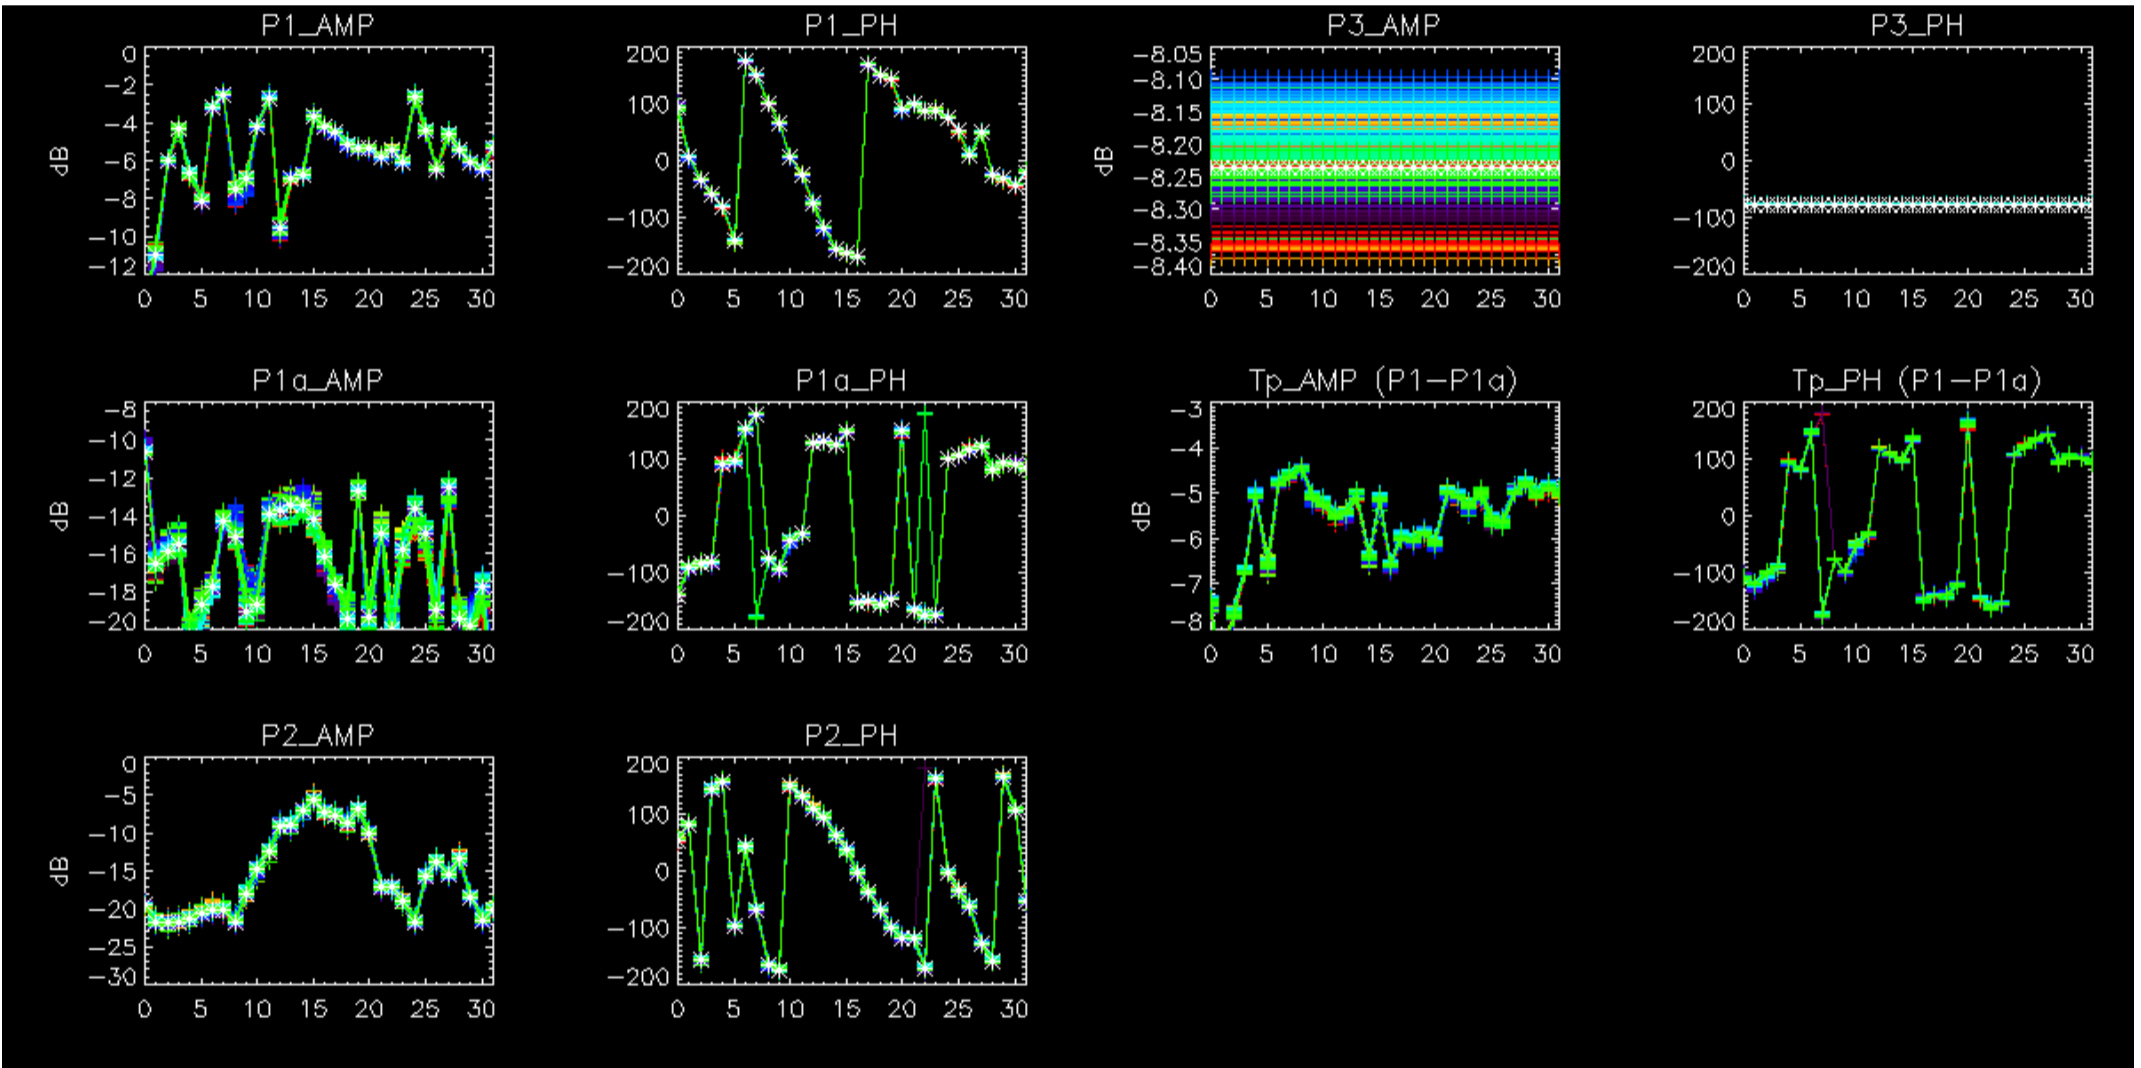 P1_AMP
0
−2
−4
−6
−8
−10
−12
dB
0 5 10 15 20 25 30
P1_PH
200
100
0
−100
−200
0 5 10 15 20 25 30
P3_AMP
−8.05
−8.10
−8.15
−8.20
−8.25
−8.30
−8.35
−8.40
dB
0 5 10 15 20 25 30
P3_PH
200
100
0
−100
−200
0 5 10 15 20 25 30
P1a_AMP
−8
−10
−12
−14
−16
−18
−20
dB
0 5 10 15 20 25 30
P1a_PH
200
100
0
−100
−200
0 5 10 15 20 25 30
Tp_AMP (P1−P1a)
−3
−4
−5
−6
−7
−8
dB
0 5 10 15 20 25 30
Tp_PH (P1−P1a)
200
100
0
−100
−200
0 5 10 15 20 25 30
P2_AMP
0
−5
−10
−15
−20
−25
−30
dB
0 5 10 15 20 25 30
P2_PH
200
100
0
−100
−200
0 5 10 15 20 25 30